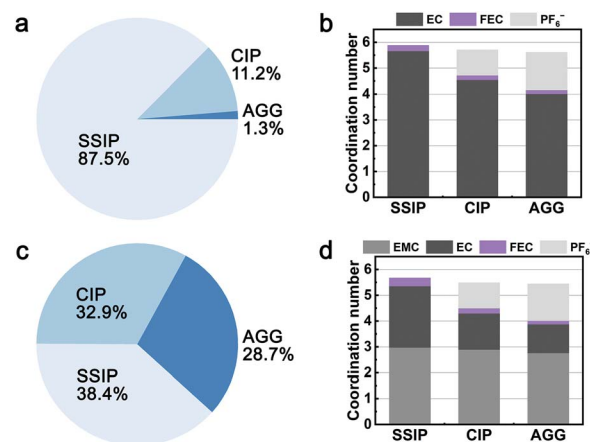 a
CIP
11.2%
AGG
1.3%
SSIP
87.5%
b
EC FEC PF₆⁻
Coordination number
6
5
4
3
2
1
0
SSIP CIP AGG
c
CIP
32.9%
AGG
28.7%
SSIP
38.4%
d
EMC EC FEC PF₆
Coordination number
6
5
4
3
2
1
0
SSIP CIP AGG